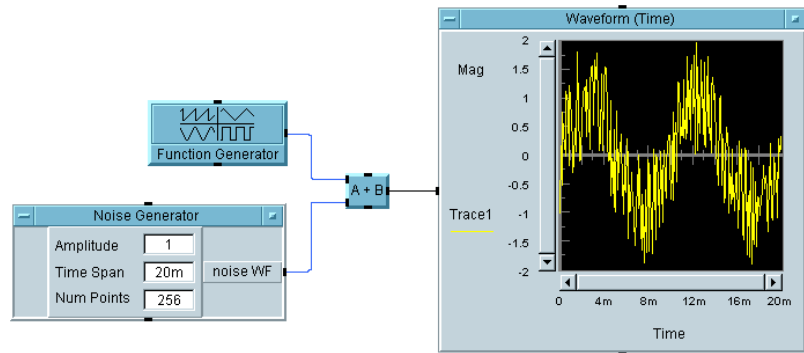 Function Generator
Noise Generator
Amplitude 1
Time Span 20m
Num Points 256
noise WF
A + B
Waveform (Time)
Mag
Trace1
2
1.5
1
0.5
0
-0.5
-1
-1.5
-2
0 4m 8m 12m 16m 20m
Time